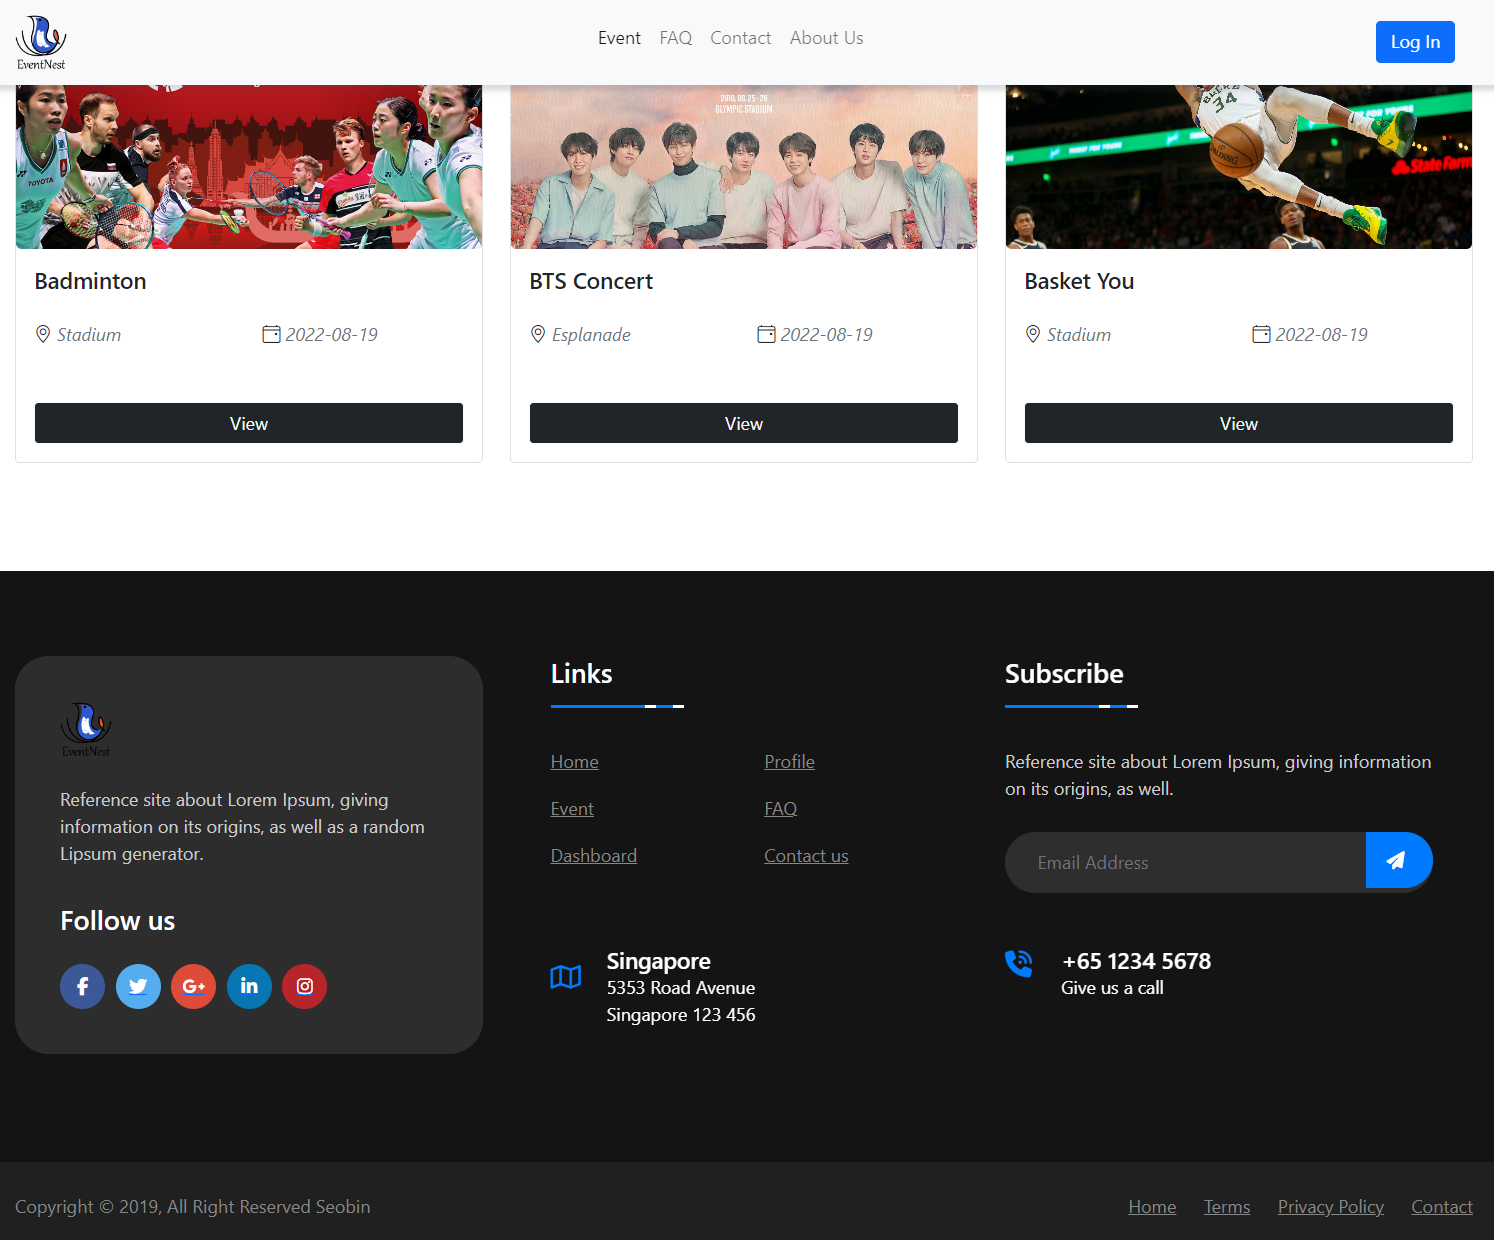 EventNest
Event FAQ Contact About Us
Log In
TOYOTA
2018. 08. 25 - 26
OLYMPIC STADIUM
34
SPALDING
State Farm
Badminton
Stadium 2022-08-19
View
BTS Concert
Esplanade 2022-08-19
View
Basket You
Stadium 2022-08-19
View
EventNest
Reference site about Lorem Ipsum, giving
information on its origins, as well as a random
Lipsum generator.
Follow us
Links
Home Profile
Event FAQ
Dashboard Contact us
Singapore
5353 Road Avenue
Singapore 123 456
Subscribe
Reference site about Lorem Ipsum, giving information
on its origins, as well.
Email Address
+65 1234 5678
Give us a call
Copyright © 2019, All Right Reserved Seobin
Home Terms Privacy Policy Contact